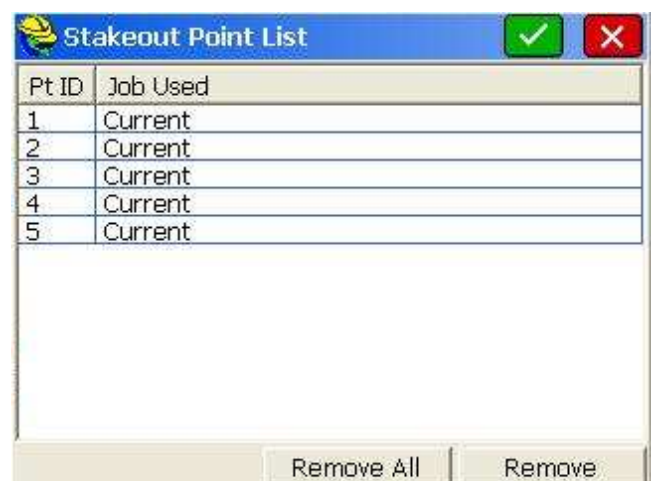 Stakeout Point List
Pt ID Job Used
1 Current
2 Current
3 Current
4 Current
5 Current
Remove All Remove